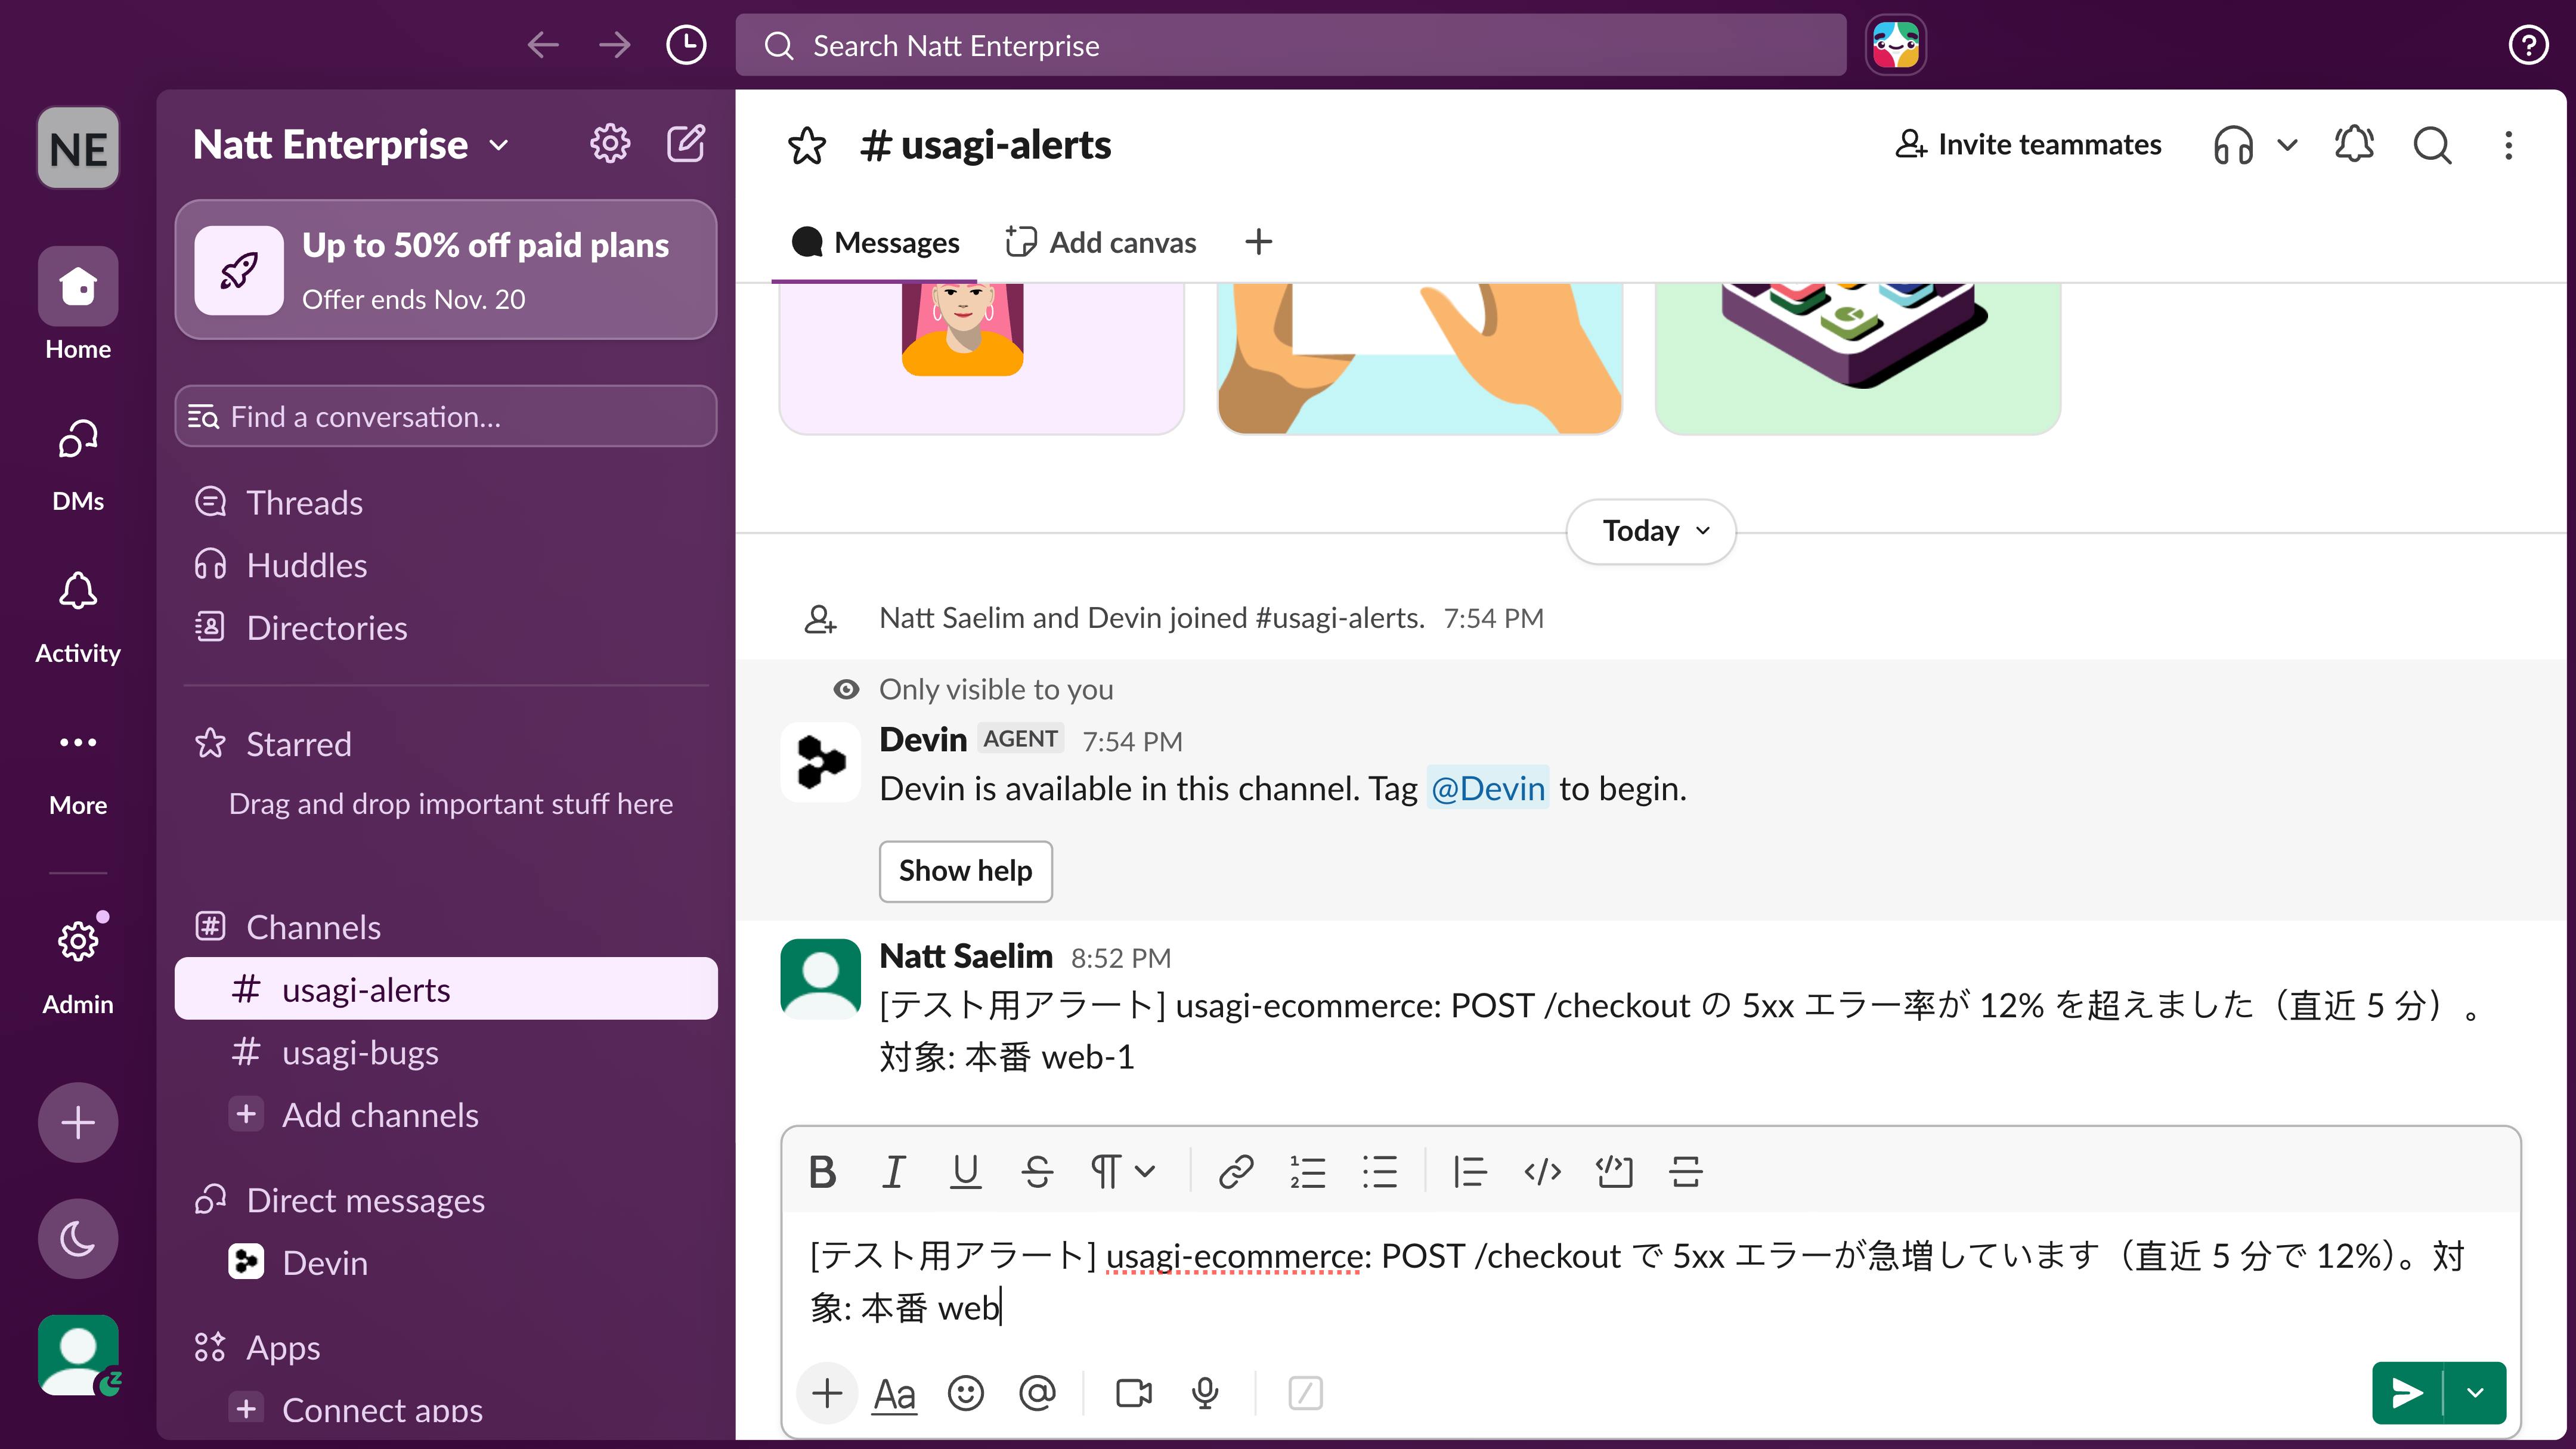 Search Natt Enterprise
NE
Home
DMs
Activity
More
Admin
Natt Enterprise
Up to 50% off paid plans
Offer ends Nov. 20
Find a conversation...
Threads
Huddles
Directories
Starred
Drag and drop important stuff here
Channels
# usagi-alerts
# usagi-bugs
+ Add channels
Direct messages
Devin
Apps
+ Connect apps
# usagi-alerts
Invite teammates
Messages
Add canvas
Today
Natt Saelim and Devin joined #usagi-alerts. 7:54 PM
Only visible to you
Devin AGENT 7:54 PM
Devin is available in this channel. Tag @Devin to begin.
Show help
Natt Saelim 8:52 PM
[テスト用アラート] usagi-ecommerce: POST /checkout の 5xx エラー率が 12% を超えました（直近 5 分）。
対象: 本番 web-1
[テスト用アラート] usagi-ecommerce: POST /checkout で 5xx エラーが急増しています（直近 5 分で 12%）。対
象: 本番 web
Aa